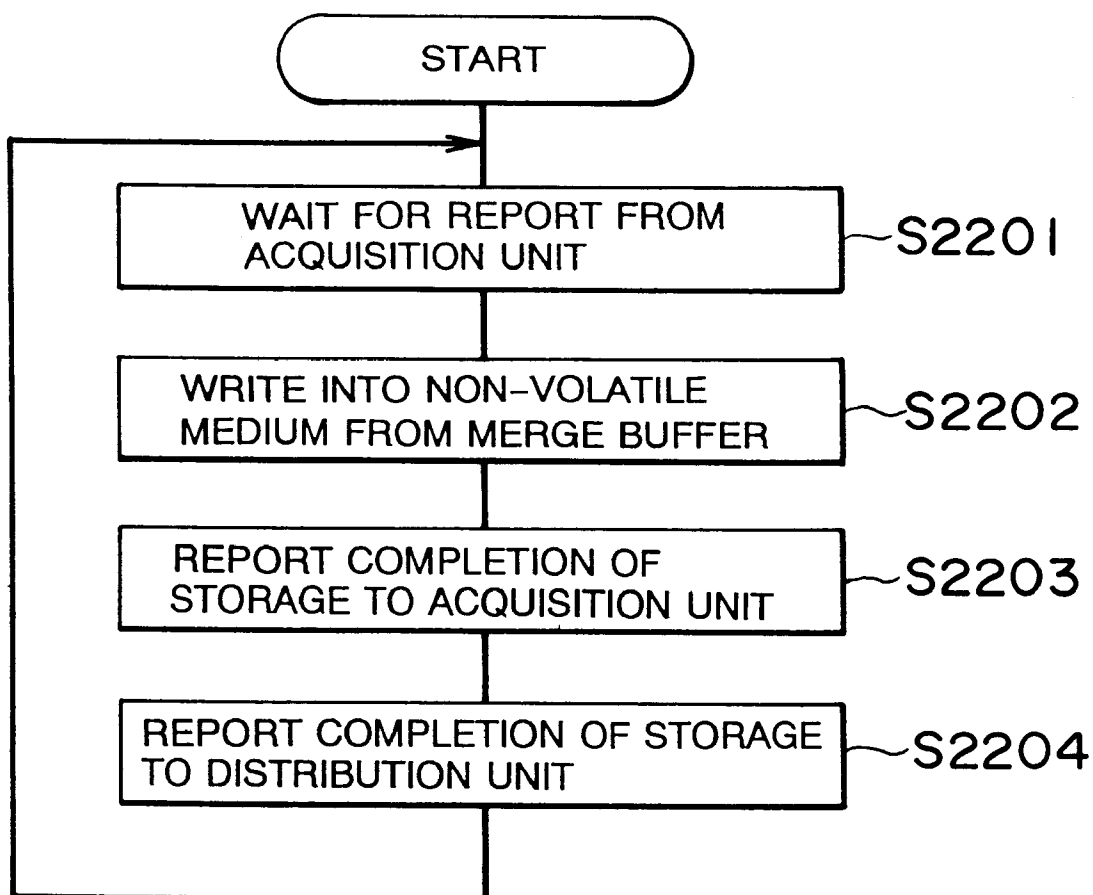 START
WAIT FOR REPORT FROM
ACQUISITION UNIT
S2201
WRITE INTO NON-VOLATILE
MEDIUM FROM MERGE BUFFER
S2202
REPORT COMPLETION OF
STORAGE TO ACQUISITION UNIT
S2203
REPORT COMPLETION OF STORAGE
TO DISTRIBUTION UNIT
S2204